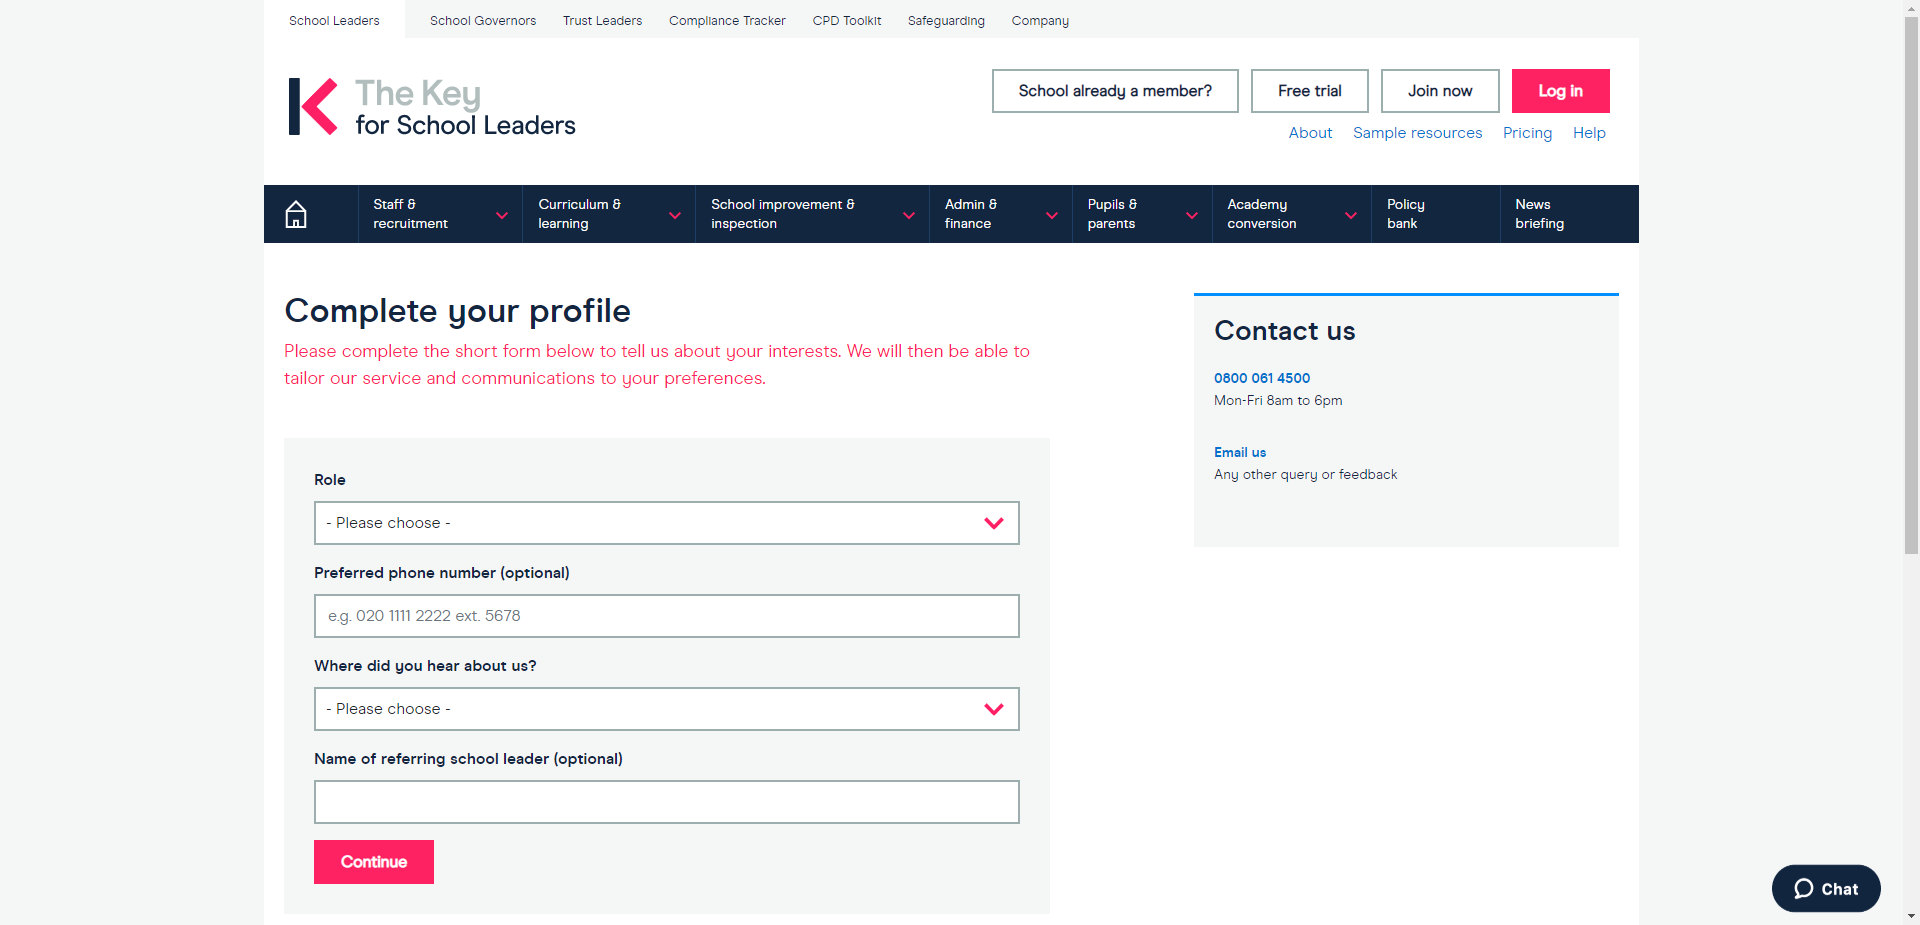 School Leaders
School Governors
Trust Leaders
Compliance Tracker
CPD Toolkit
Safeguarding
Company
The Key
for School Leaders
School already a member?
Free trial
Join now
Log in
About
Sample resources
Pricing
Help
Staff &
recruitment
Curriculum &
learning
School improvement &
inspection
Admin &
finance
Pupils &
parents
Academy
conversion
Policy
bank
News
briefing
Complete your profile
Please complete the short form below to tell us about your interests. We will then be able to
tailor our service and communications to your preferences.
Role
- Please choose -
Preferred phone number (optional)
e.g. 020 1111 2222 ext. 5678
Where did you hear about us?
- Please choose -
Name of referring school leader (optional)
Continue
Contact us
0800 061 4500
Mon-Fri 8am to 6pm
Email us
Any other query or feedback
Chat